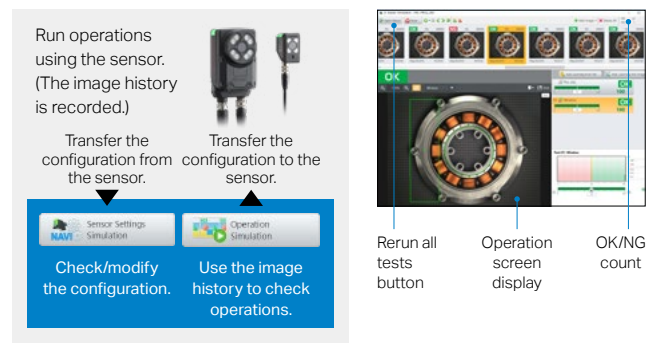 Run operations
using the sensor.
(The image history
is recorded.)
Transfer the
configuration from
the sensor.
Transfer the
configuration to the
sensor.
NAVI
Sensor Settings
Simulation
Operation
Simulation
Check/modify
the configuration.
Use the image
history to check
operations.
OK
OK
OK
Rerun all
tests
button
Operation
screen
display
OK/NG
count